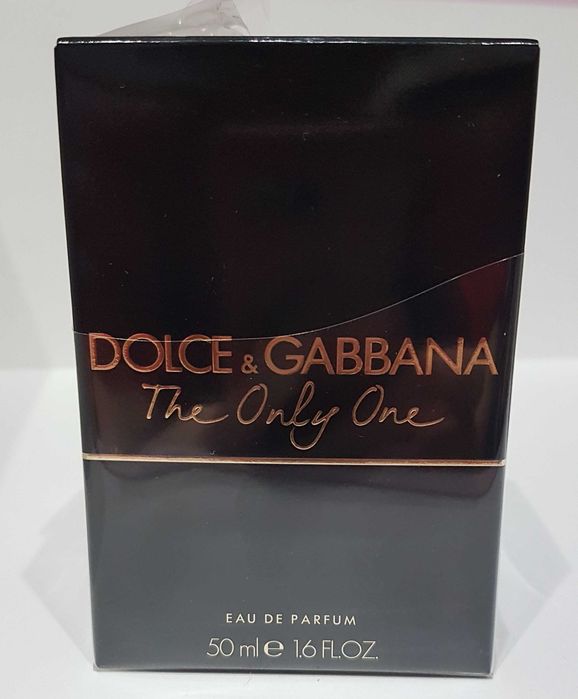 DOLCE & GABBANA
The Only One
EAU DE PARFUM
50 ml ℮ 1.6 FL.OZ.